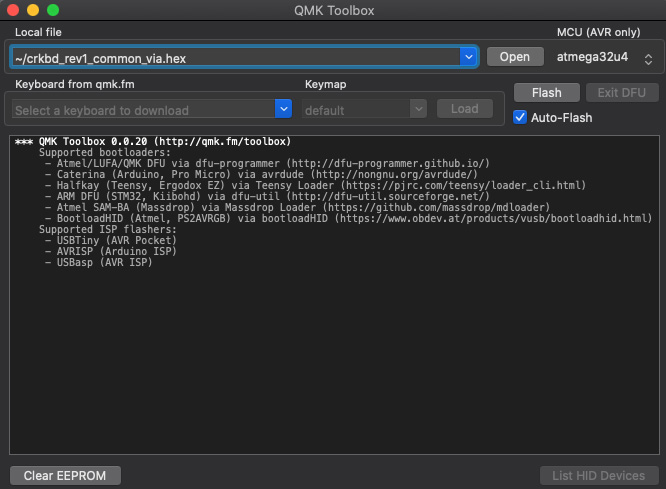 QMK Toolbox
Local file
MCU (AVR only)
~/crkbd_rev1_common_via.hex
Open
atmega32u4
Keyboard from qmk.fm
Keymap
Flash
Exit DFU
Select a keyboard to download
default
Load
Auto-Flash
*** QMK Toolbox 0.0.20 (http://qmk.fm/toolbox)
Supported bootloaders:
- Atmel/LUFA/QMK DFU via dfu-programmer (http://dfu-programmer.github.io/)
- Caterina (Arduino, Pro Micro) via avrdude (http://nongnu.org/avrdude/)
- Halfkay (Teensy, Ergodox EZ) via Teensy Loader (https://pjrc.com/teensy/loader_cli.html)
- ARM DFU (STM32, Kiibohd) via dfu-util (http://dfu-util.sourceforge.net/)
- Atmel SAM-BA (Massdrop) via Massdrop Loader (https://github.com/massdrop/mdloader)
- BootloadHID (Atmel, PS2AVRGB) via bootloadHID (https://www.obdev.at/products/vusb/bootloadhid.html)
Supported ISP flashers:
- USBTiny (AVR Pocket)
- AVRISP (Arduino ISP)
- USBasp (AVR ISP)
Clear EEPROM
List HID Devices